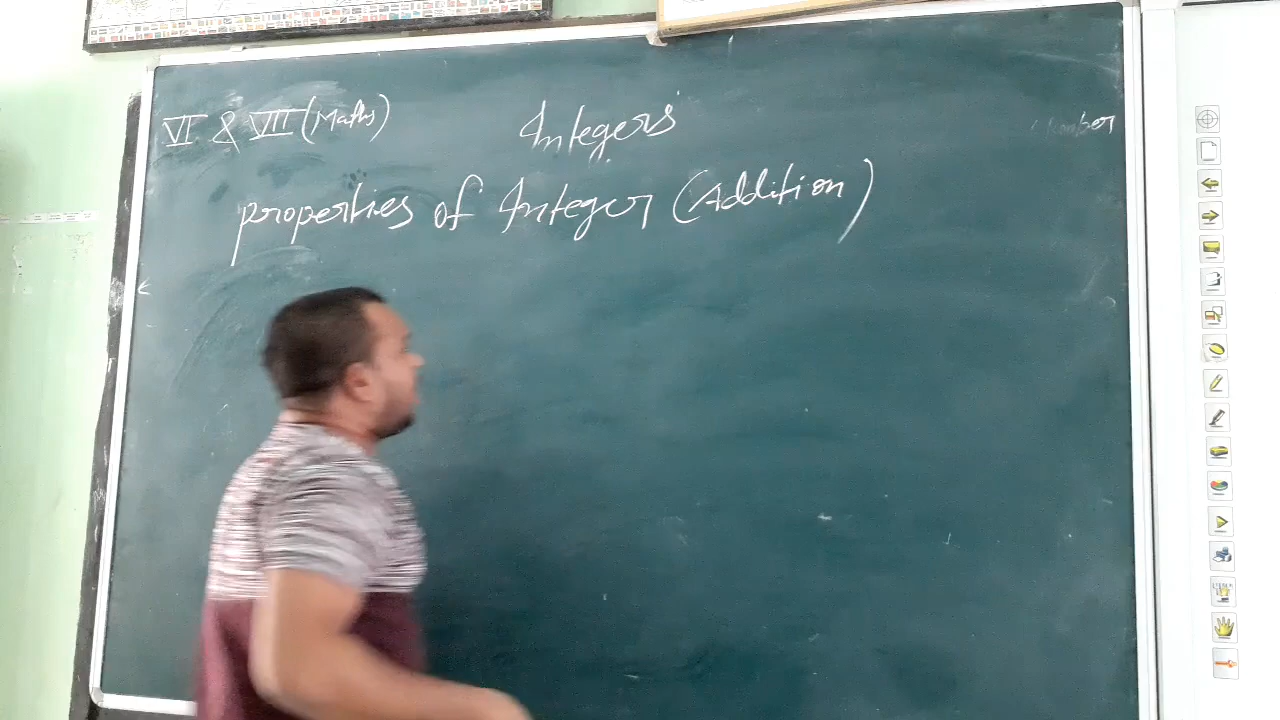 VI & VII (Maths)
Integers
properties of Integer (Addition)